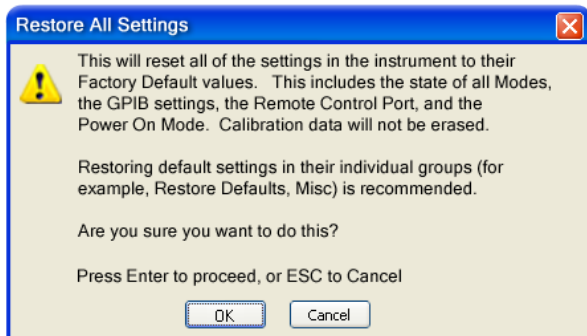 Restore All Settings
This will reset all of the settings in the instrument to their
Factory Default values. This includes the state of all Modes,
the GPIB settings, the Remote Control Port, and the
Power On Mode. Calibration data will not be erased.
Restoring default settings in their individual groups (for
example, Restore Defaults, Misc) is recommended.
Are you sure you want to do this?
Press Enter to proceed, or ESC to Cancel
OK Cancel